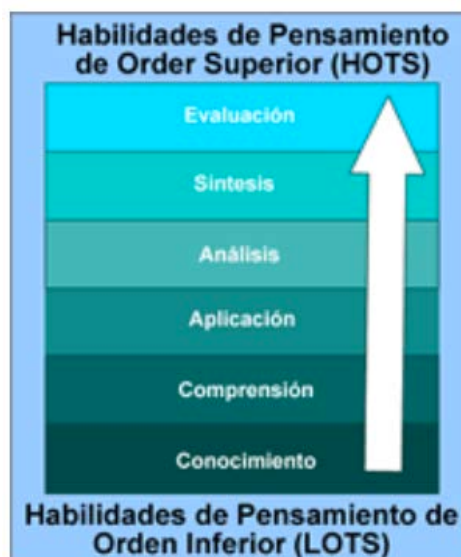 Habilidades de Pensamiento
de Order Superior (HOTS)
Evaluación
Sintesis
Análisis
Aplicación
Comprensión
Conocimiento
Habilidades de Pensamiento de
Orden Inferior (LOTS)